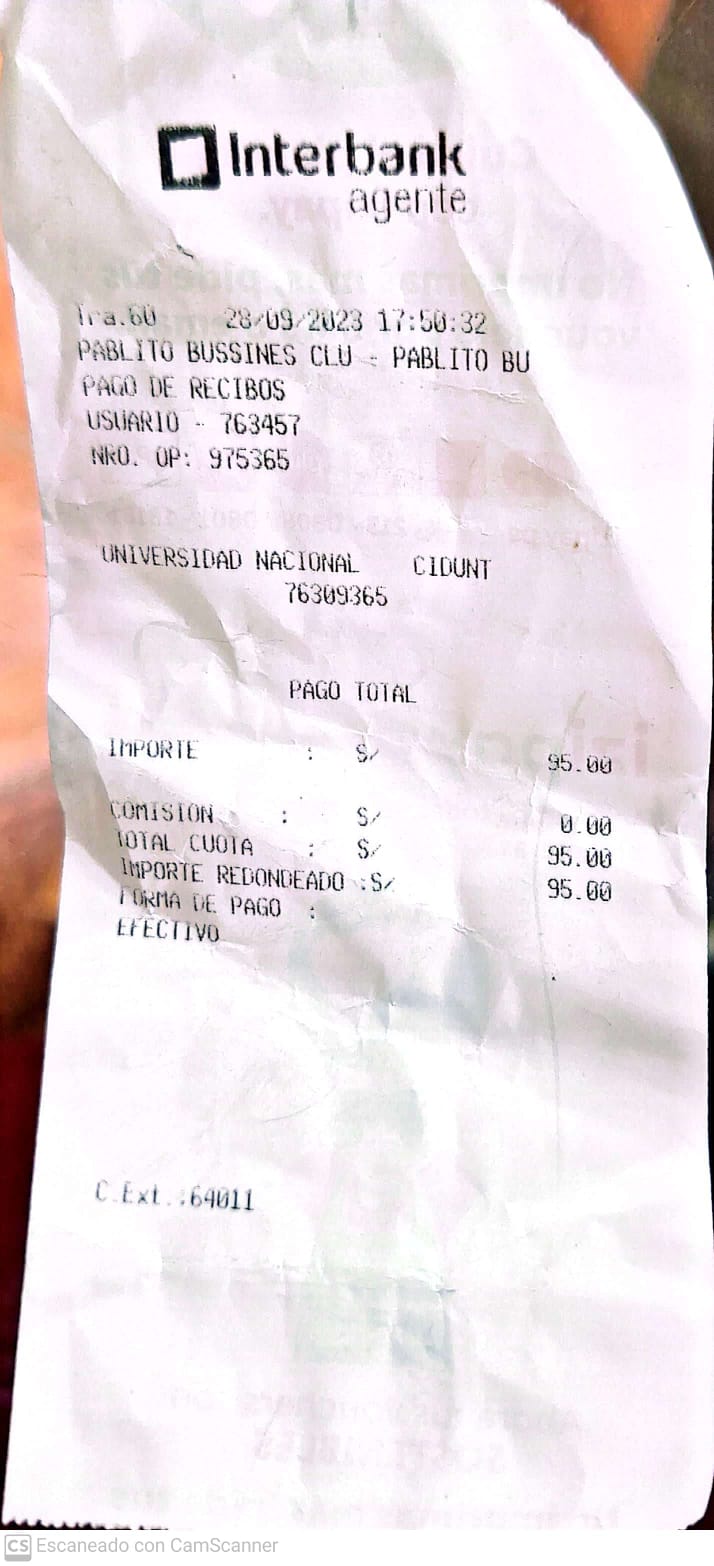 Interbank
agente
Tra.60 28/09/2023 17:50:32
PABLITO BUSSINES CLU - PABLITO BU
PAGO DE RECIBOS
USUARIO - 763457
NRO. OP: 975365
UNIVERSIDAD NACIONAL CIDUNT
76309365
PAGO TOTAL
IMPORTE : S/ 95.00
COMISION : S/ 0.00
TOTAL CUOTA : S/ 95.00
IMPORTE REDONDEADO :S/ 95.00
FORMA DE PAGO :
EFECTIVO
C.Ext.:64011
CS Escaneado con CamScanner